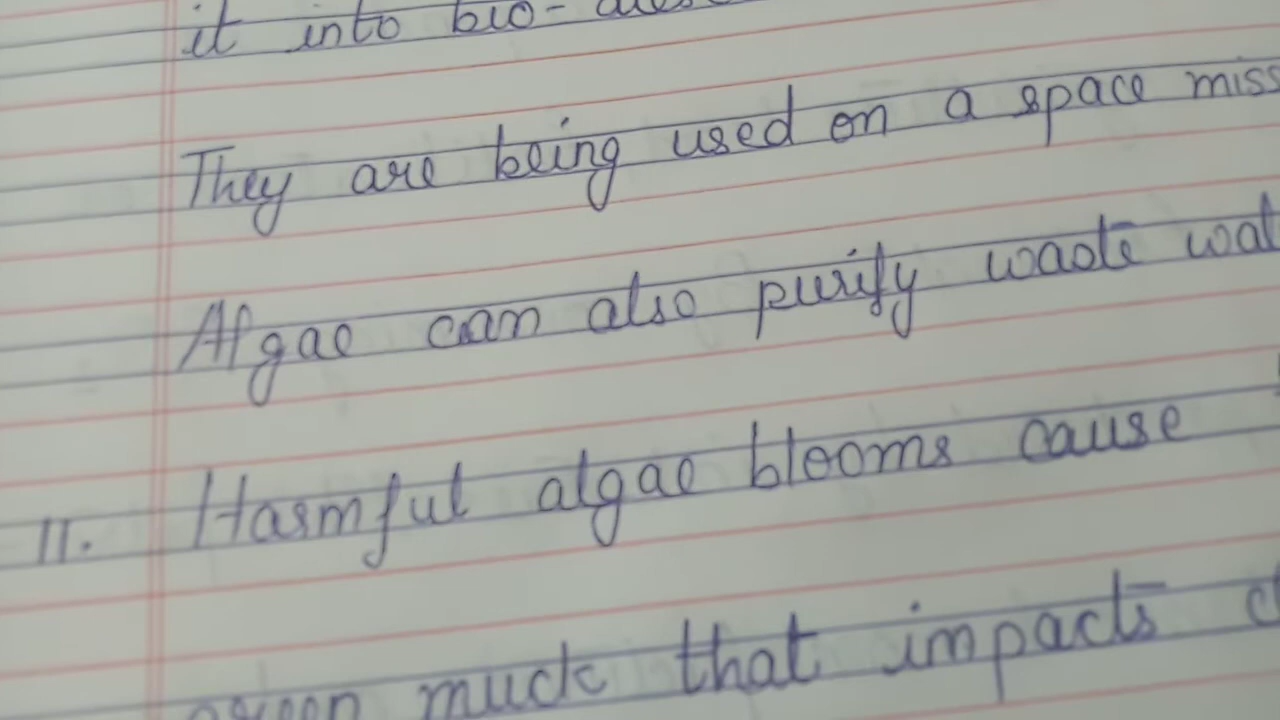 it into bio-
They are being used on a space miss
Algae can also purify waste wat
11. Harmful algae blooms cause
green muck that impacts